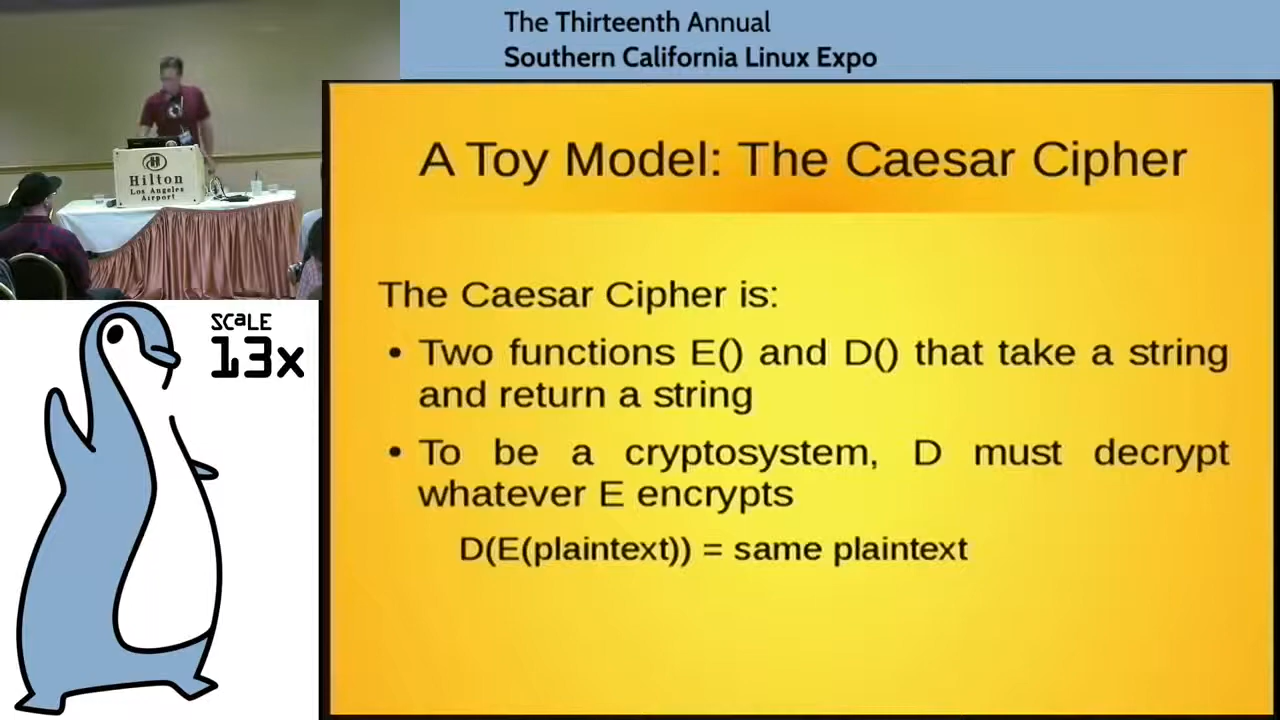 The Thirteenth Annual
Southern California Linux Expo
Hilton
Los Angeles
Airport
SCaLE
13x
A Toy Model: The Caesar Cipher
The Caesar Cipher is:
• Two functions E() and D() that take a string
and return a string
• To be a cryptosystem, D must decrypt
whatever E encrypts
D(E(plaintext)) = same plaintext